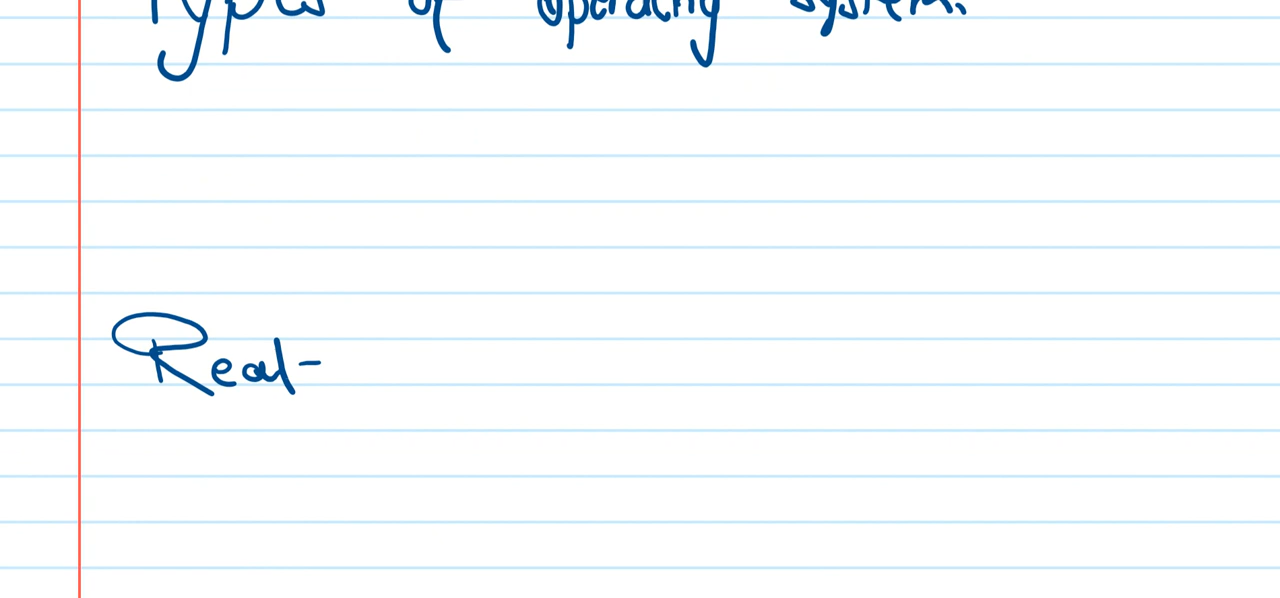 Types of operating system.
Real-